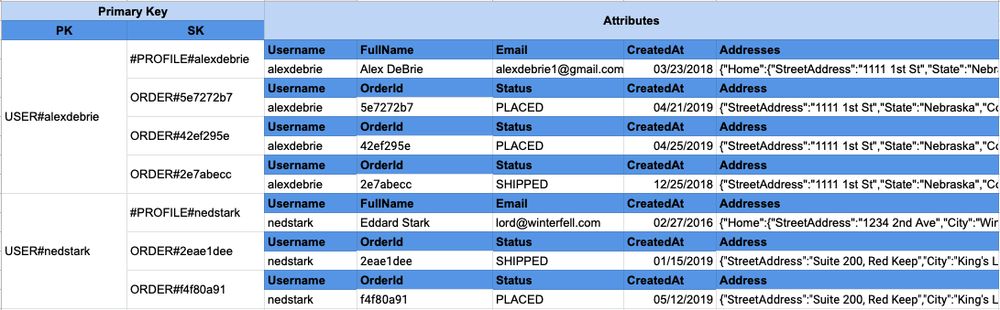 Primary Key Attributes
PK SK
Username FullName Email CreatedAt Addresses
#PROFILE#alexdebrie
alexdebrie Alex DeBrie alexdebrie1@gmail.com 03/23/2018 {"Home":{"StreetAddress":"1111 1st St","State":"Nebr
Username OrderId Status CreatedAt Address
ORDER#5e7272b7
alexdebrie 5e7272b7 PLACED 04/21/2019 {"StreetAddress":"1111 1st St","State":"Nebraska","Co
USER#alexdebrie
Username OrderId Status CreatedAt Address
ORDER#42ef295e
alexdebrie 42ef295e PLACED 04/25/2019 {"StreetAddress":"1111 1st St","State":"Nebraska","Co
Username OrderId Status CreatedAt Address
ORDER#2e7abecc
alexdebrie 2e7abecc SHIPPED 12/25/2018 {"StreetAddress":"1111 1st St","State":"Nebraska","Co
Username FullName Email CreatedAt Addresses
#PROFILE#nedstark
nedstark Eddard Stark lord@winterfell.com 02/27/2016 {"Home":{"StreetAddress":"1234 2nd Ave","City":"Win
Username OrderId Status CreatedAt Address
USER#nedstark ORDER#2eae1dee
nedstark 2eae1dee SHIPPED 01/15/2019 {"StreetAddress":"Suite 200, Red Keep","City":"King's L
Username OrderId Status CreatedAt Address
ORDER#f4f80a91
nedstark f4f80a91 PLACED 05/12/2019 {"StreetAddress":"Suite 200, Red Keep","City":"King's L